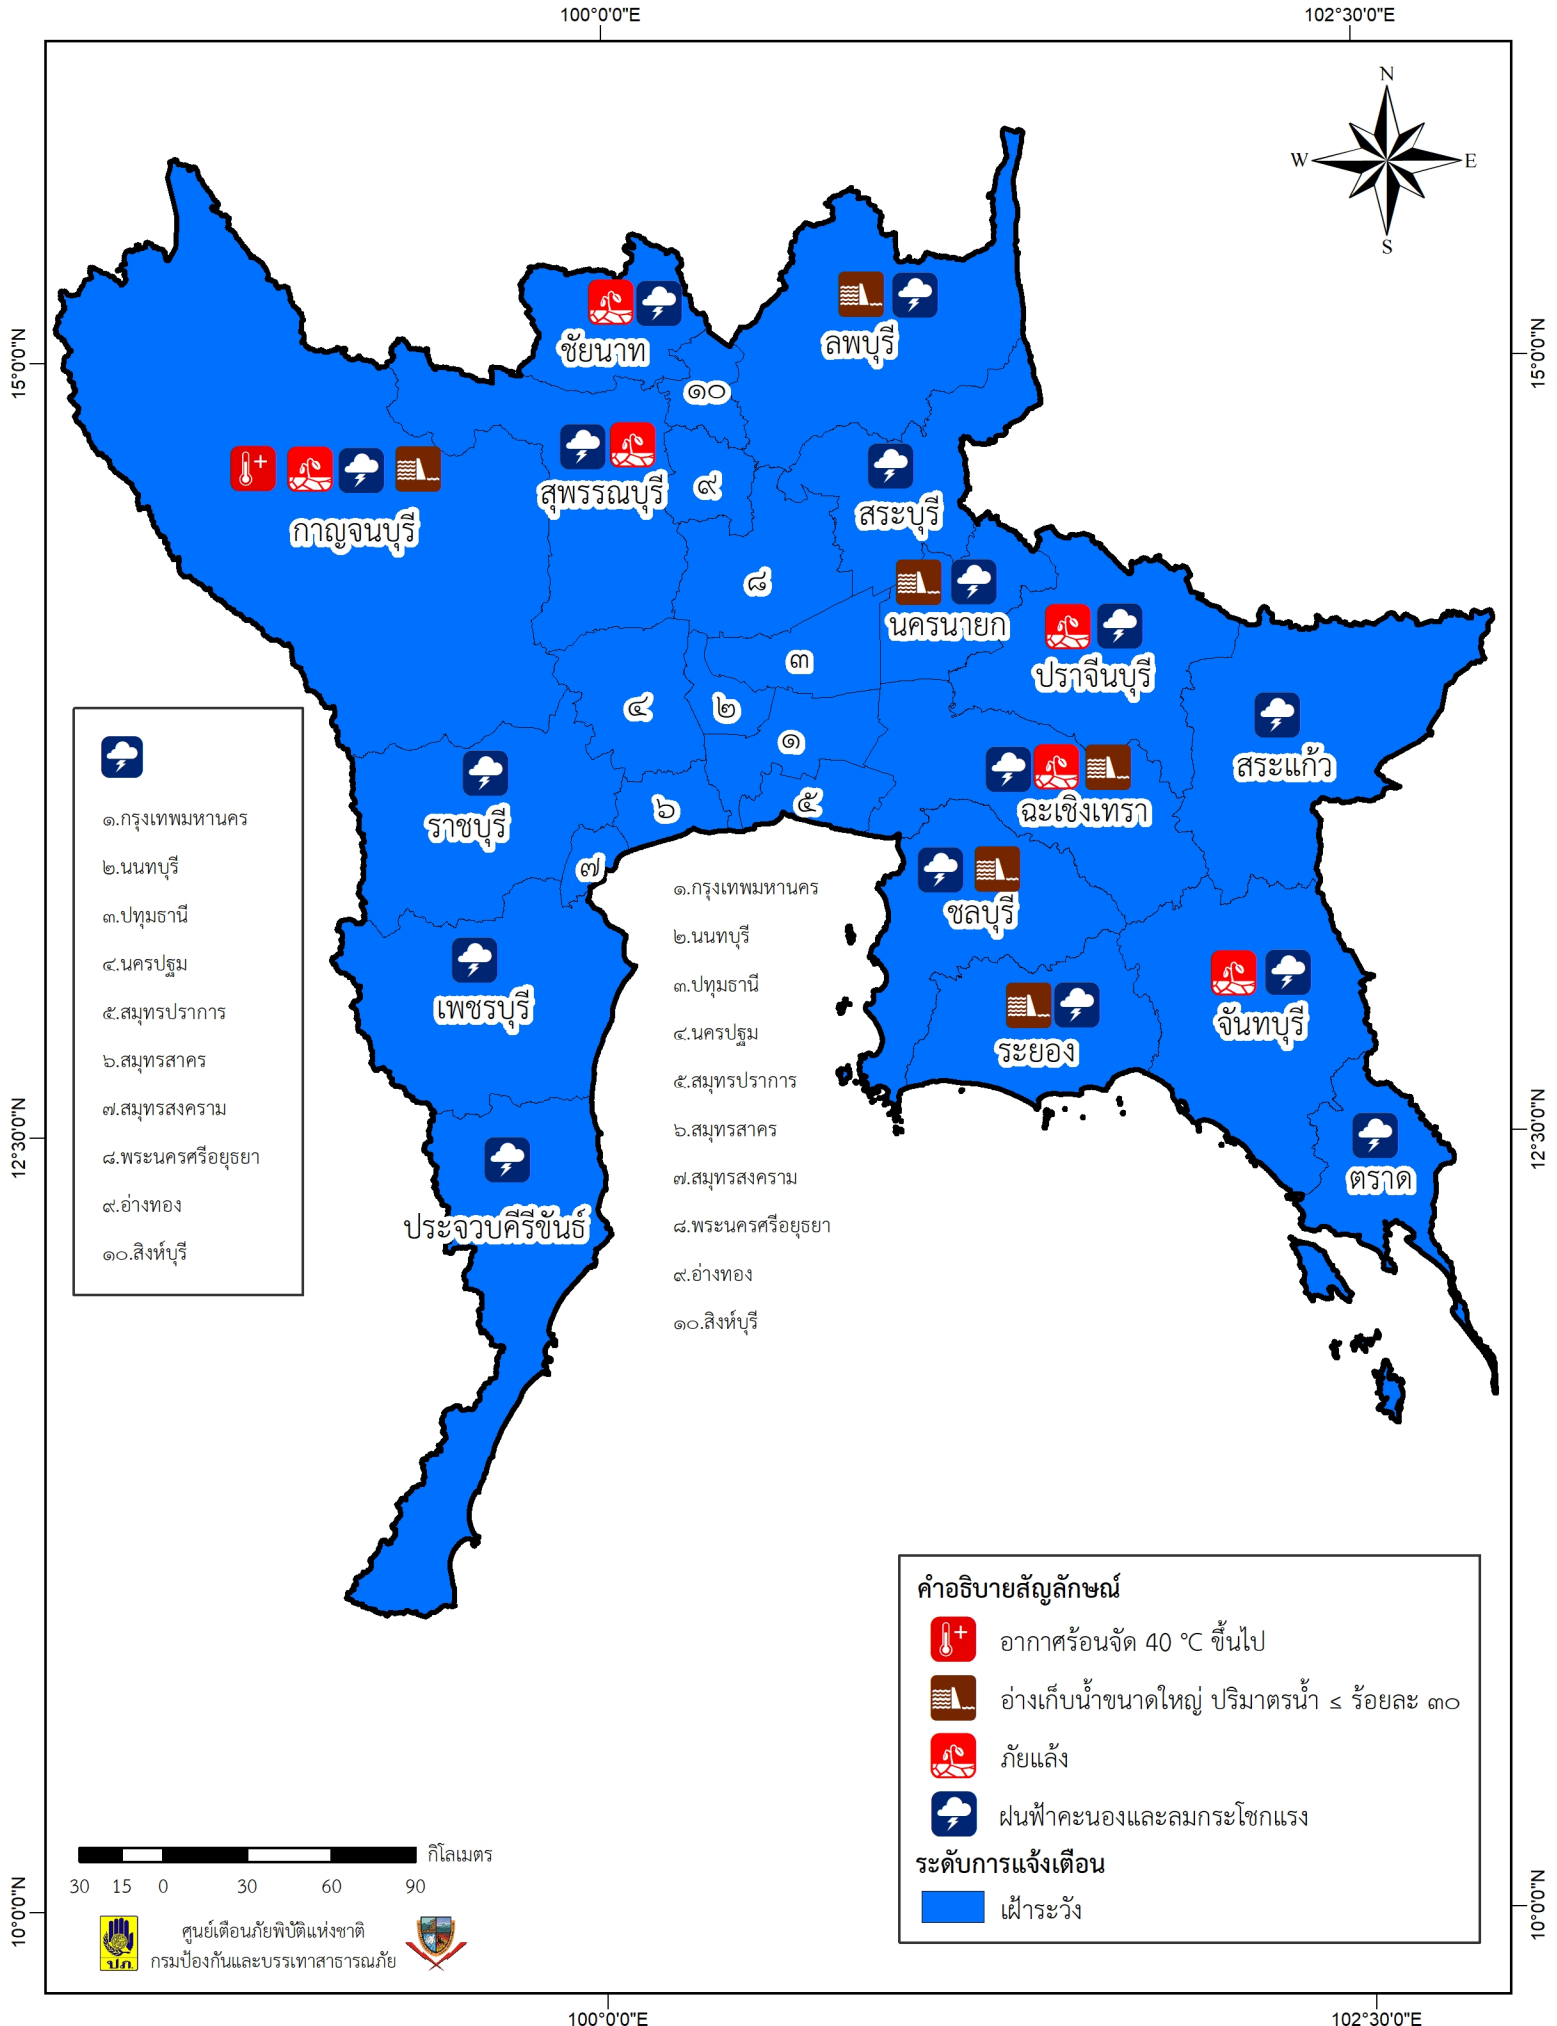 100°0'0"E
102°30'0"E
N
W
E
S
15°0'0"N
15°0'0"N
ชัยนาท
ลพบุรี
๑๐
กาญจนบุรี
สุพรรณบุรี
๙
สระบุรี
๘
นครนายก
๓
ปราจีนบุรี
๔
๒
๑
สระแก้ว
ราชบุรี
๖
๕
ฉะเชิงเทรา
๗
ชลบุรี
เพชรบุรี
ระยอง
จันทบุรี
ตราด
ประจวบคีรีขันธ์
๑.กรุงเทพมหานคร
๒.นนทบุรี
๓.ปทุมธานี
๔.นครปฐม
๕.สมุทรปราการ
๖.สมุทรสาคร
๗.สมุทรสงคราม
๘.พระนครศรีอยุธยา
๙.อ่างทอง
๑๐.สิงห์บุรี
๑.กรุงเทพมหานคร
๒.นนทบุรี
๓.ปทุมธานี
๔.นครปฐม
๕.สมุทรปราการ
๖.สมุทรสาคร
๗.สมุทรสงคราม
๘.พระนครศรีอยุธยา
๙.อ่างทอง
๑๐.สิงห์บุรี
12°30'0"N
12°30'0"N
คำอธิบายสัญลักษณ์
อากาศร้อนจัด 40 °C ขึ้นไป
อ่างเก็บน้ำขนาดใหญ่ ปริมาตรน้ำ ≤ ร้อยละ ๓๐
ภัยแล้ง
ฝนฟ้าคะนองและลมกระโชกแรง
ระดับการแจ้งเตือน
เฝ้าระวัง
กิโลเมตร
30 15 0 30 60 90
ปภ.
ศูนย์เตือนภัยพิบัติแห่งชาติ
กรมป้องกันและบรรเทาสาธารณภัย
10°0'0"N
10°0'0"N
100°0'0"E
102°30'0"E